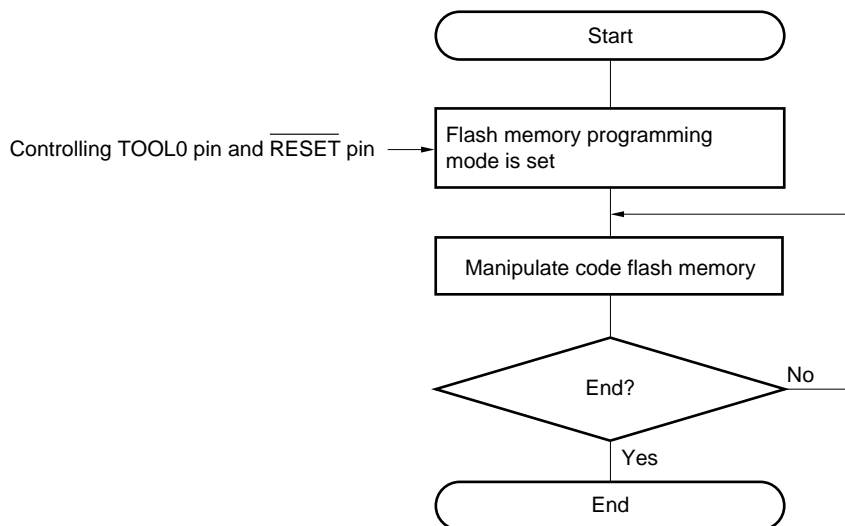 Start
Controlling TOOL0 pin and R̅E̅S̅E̅T̅ pin
Flash memory programming
mode is set
Manipulate code flash memory
End?
No
Yes
End